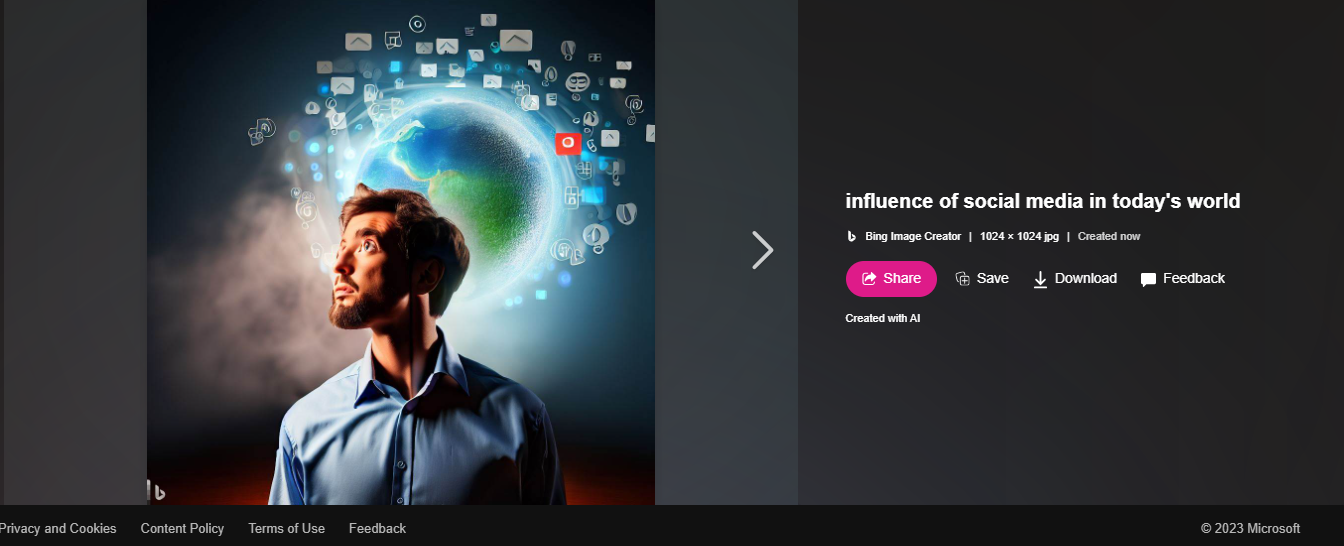 influence of social media in today's world
Bing Image Creator | 1024 × 1024 jpg | Created now
Share Save Download Feedback
Created with AI
Privacy and Cookies Content Policy Terms of Use Feedback © 2023 Microsoft